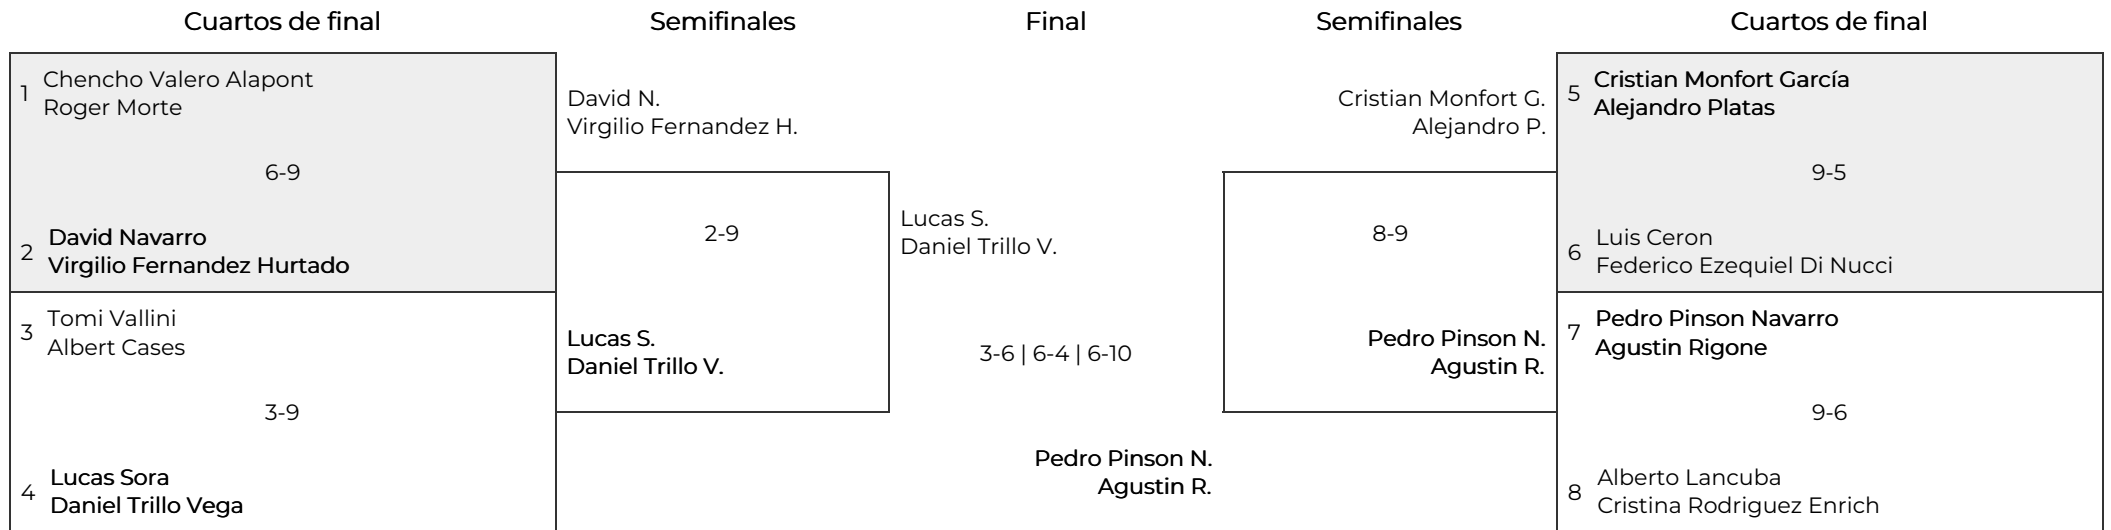 Cuartos de final
Semifinales
Final
Semifinales
Cuartos de final
1
Chencho Valero Alapont
Roger Morte
6-9
2
David Navarro
Virgilio Fernandez Hurtado
3
Tomi Vallini
Albert Cases
3-9
4
Lucas Sora
Daniel Trillo Vega
David N.
Virgilio Fernandez H.
2-9
Lucas S.
Daniel Trillo V.
Lucas S.
Daniel Trillo V.
3-6 | 6-4 | 6-10
Pedro Pinson N.
Agustin R.
Cristian Monfort G.
Alejandro P.
8-9
Pedro Pinson N.
Agustin R.
5
Cristian Monfort García
Alejandro Platas
9-5
6
Luis Ceron
Federico Ezequiel Di Nucci
7
Pedro Pinson Navarro
Agustin Rigone
9-6
8
Alberto Lancuba
Cristina Rodriguez Enrich